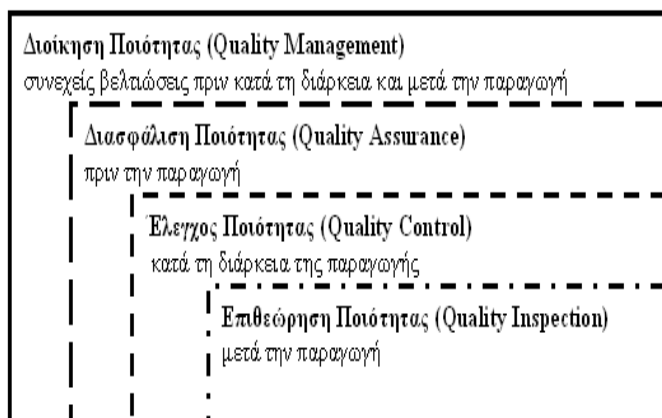 Διοίκηση Ποιότητας (Quality Management)
συνεχείς βελτιώσεις πριν κατά τη διάρκεια και μετά την παραγωγή
Διασφάλιση Ποιότητας (Quality Assurance)
πριν την παραγωγή
Έλεγχος Ποιότητας (Quality Control)
κατά τη διάρκεια της παραγωγής
Επιθεώρηση Ποιότητας (Quality Inspection)
μετά την παραγωγή